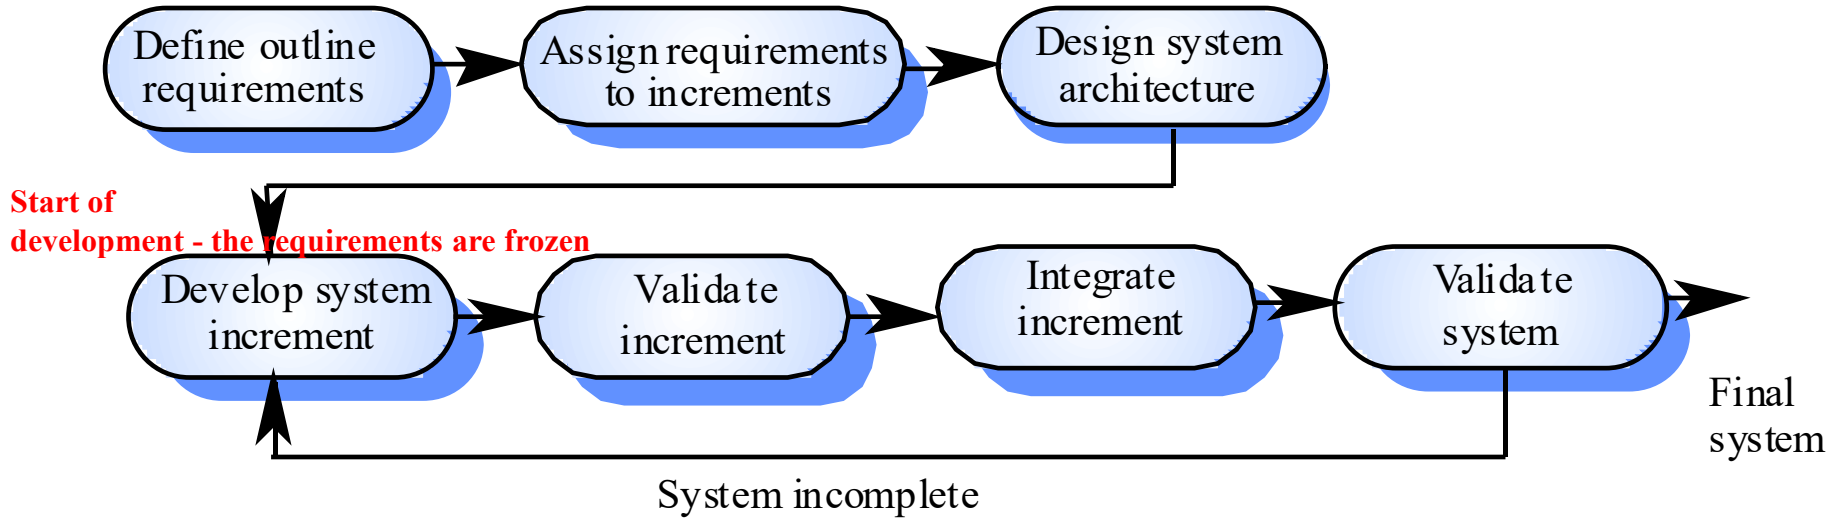 Define outline
requirements
Assign requirements
to increments
Design system
architecture
Start of
development - the requirements are frozen
Develop system
increment
Validate
increment
Integrate
increment
Validate
system
Final
system
System incomplete